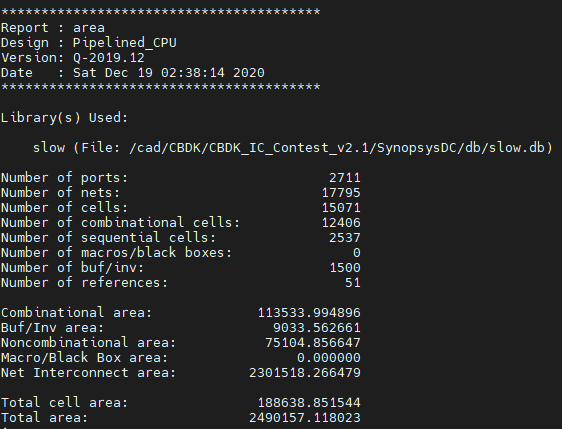 ****************************************
Report : area
Design : Pipelined_CPU
Version: Q-2019.12
Date   : Sat Dec 19 02:38:14 2020
****************************************
Library(s) Used:
slow (File: /cad/CBDK/CBDK_IC_Contest_v2.1/SynopsysDC/db/slow.db)
Number of ports: 2711
Number of nets: 17795
Number of cells: 15071
Number of combinational cells: 12406
Number of sequential cells: 2537
Number of macros/black boxes: 0
Number of buf/inv: 1500
Number of references: 51
Combinational area: 113533.994896
Buf/Inv area: 9033.562661
Noncombinational area: 75104.856647
Macro/Black Box area: 0.000000
Net Interconnect area: 2301518.266479
Total cell area: 188638.851544
Total area: 2490157.118023